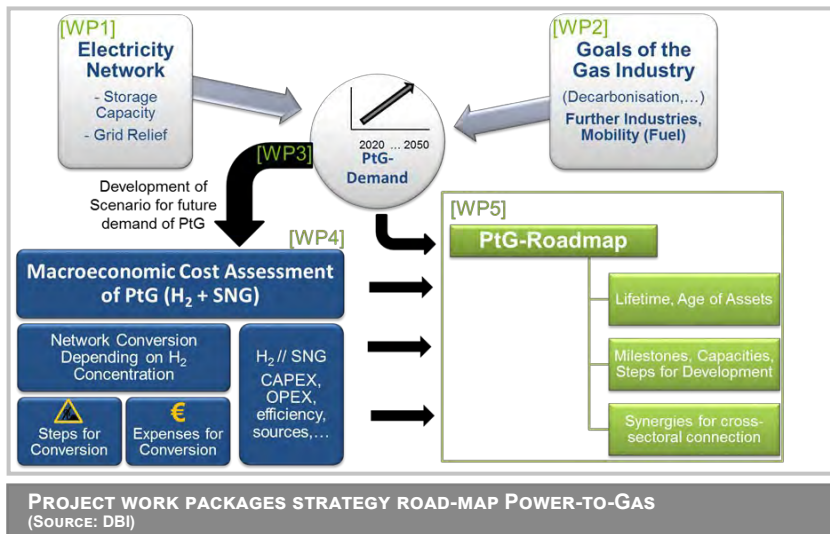 [WP1]
Electricity
Network
- Storage
Capacity
- Grid Relief
[WP2]
Goals of the
Gas Industry
(Decarbonisation,...)
Further Industries,
Mobility (Fuel)
2020 ... 2050
PtG-
Demand
[WP3]
Development of
Scenario for future
demand of PtG
[WP4]
Macroeconomic Cost Assessment
of PtG (H₂ + SNG)
Network Conversion
Depending on H₂
Concentration
Steps for
Conversion
€
Expenses for
Conversion
H₂ // SNG
CAPEX,
OPEX,
efficiency,
sources,...
[WP5]
PtG-Roadmap
Lifetime, Age of Assets
Milestones, Capacities,
Steps for Development
Synergies for cross-
sectoral connection
PROJECT WORK PACKAGES STRATEGY ROAD-MAP POWER-TO-GAS
(SOURCE: DBI)